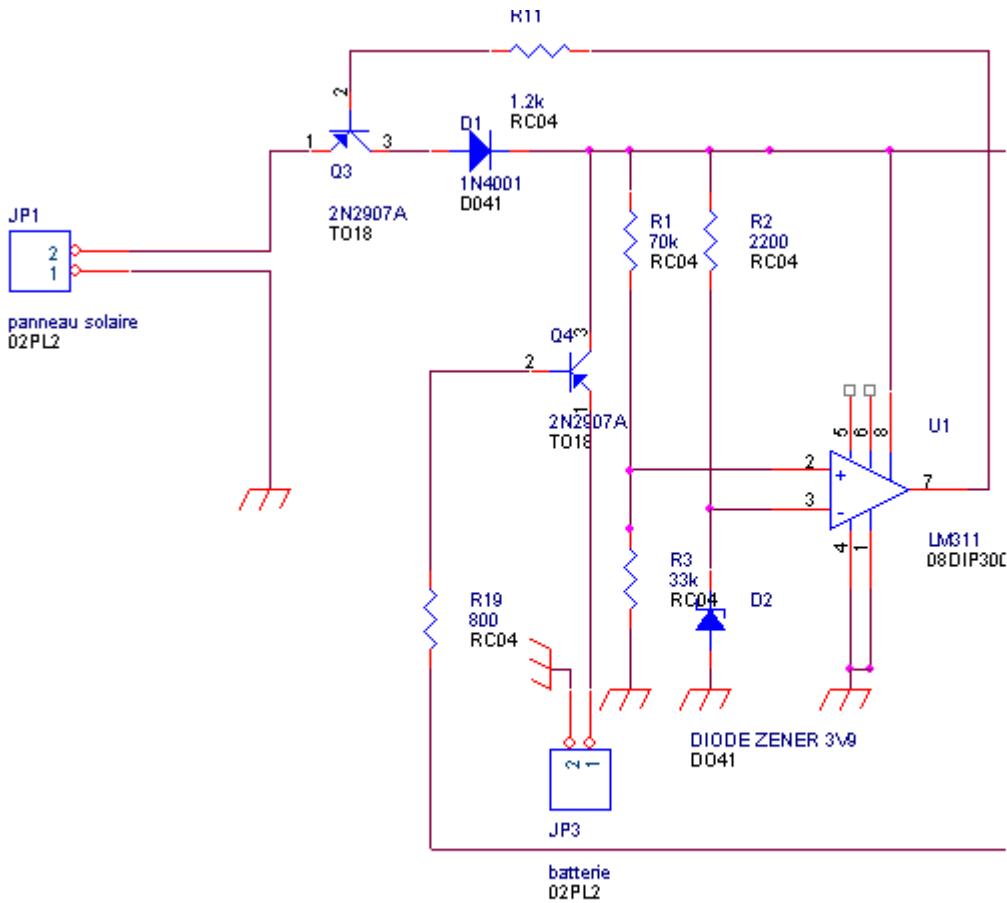 R11
1.2k
RC04
2
1
3
Q3
2N2907A
TO18
D1
1N4001
D041
JP1
2
1
panneau solaire
02PL2
R1
70k
RC04
R2
2200
RC04
Q4
3
2
1
2N2907A
TO18
5
6
8
U1
2
+
3
-
7
4
1
LM311
08DIP300
R3
33k
RC04
D2
R19
800
RC04
DIODE ZENER 3V9
DO41
2
1
JP3
batterie
02PL2